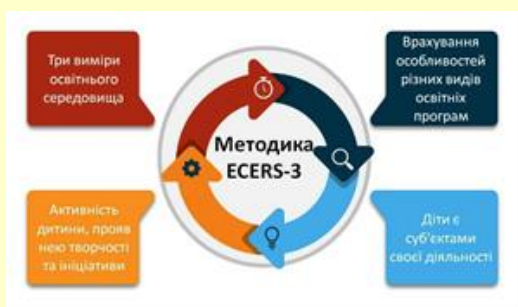 Три виміри
освітнього
середовища
Врахування
особливостей
різних видів
освітніх
програм
Методика
ECERS-3
Активність
дитини, прояв
нею творчості
та ініціативи
Діти є
суб'єктами
своєї діяльності